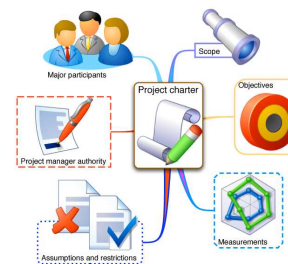 Major participants
Scope
Project charter
Objectives
Project manager authority
Assumptions and restrictions
Measurements